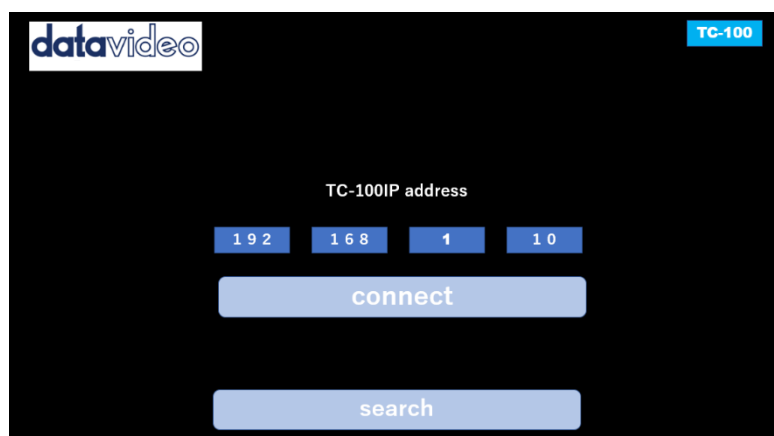 datavideo
TC-100
TC-100IP address
192 168 1 10
connect
search